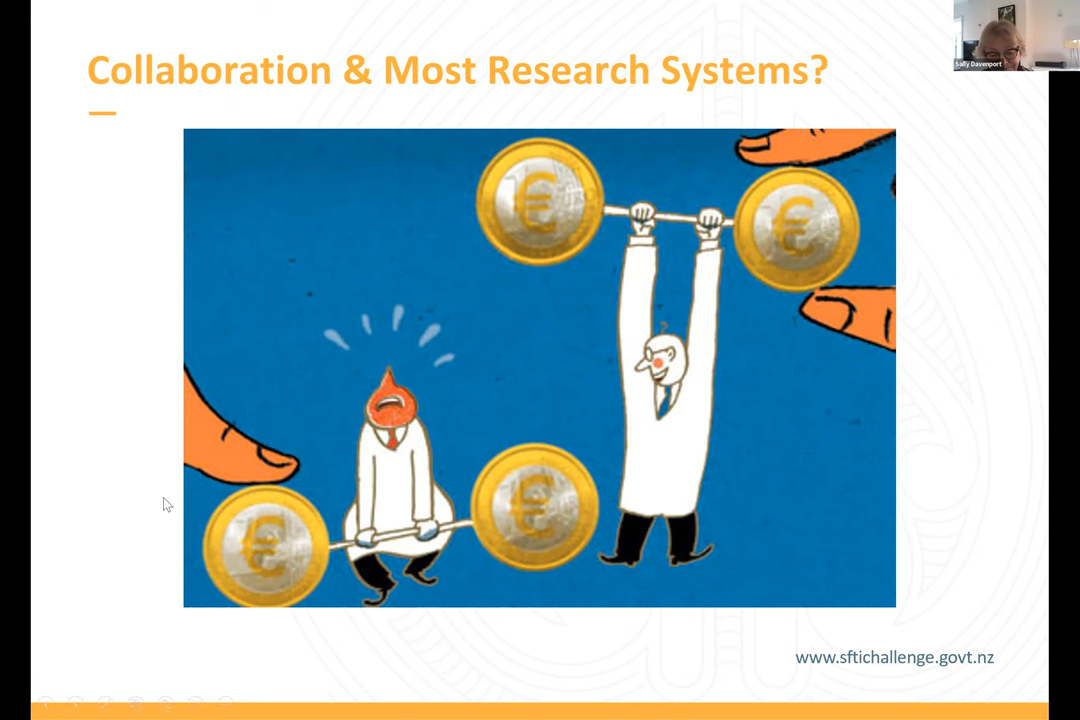 Collaboration & Most Research Systems?
Sally Davenport
€
€
€
€
www.sftichallenge.govt.nz